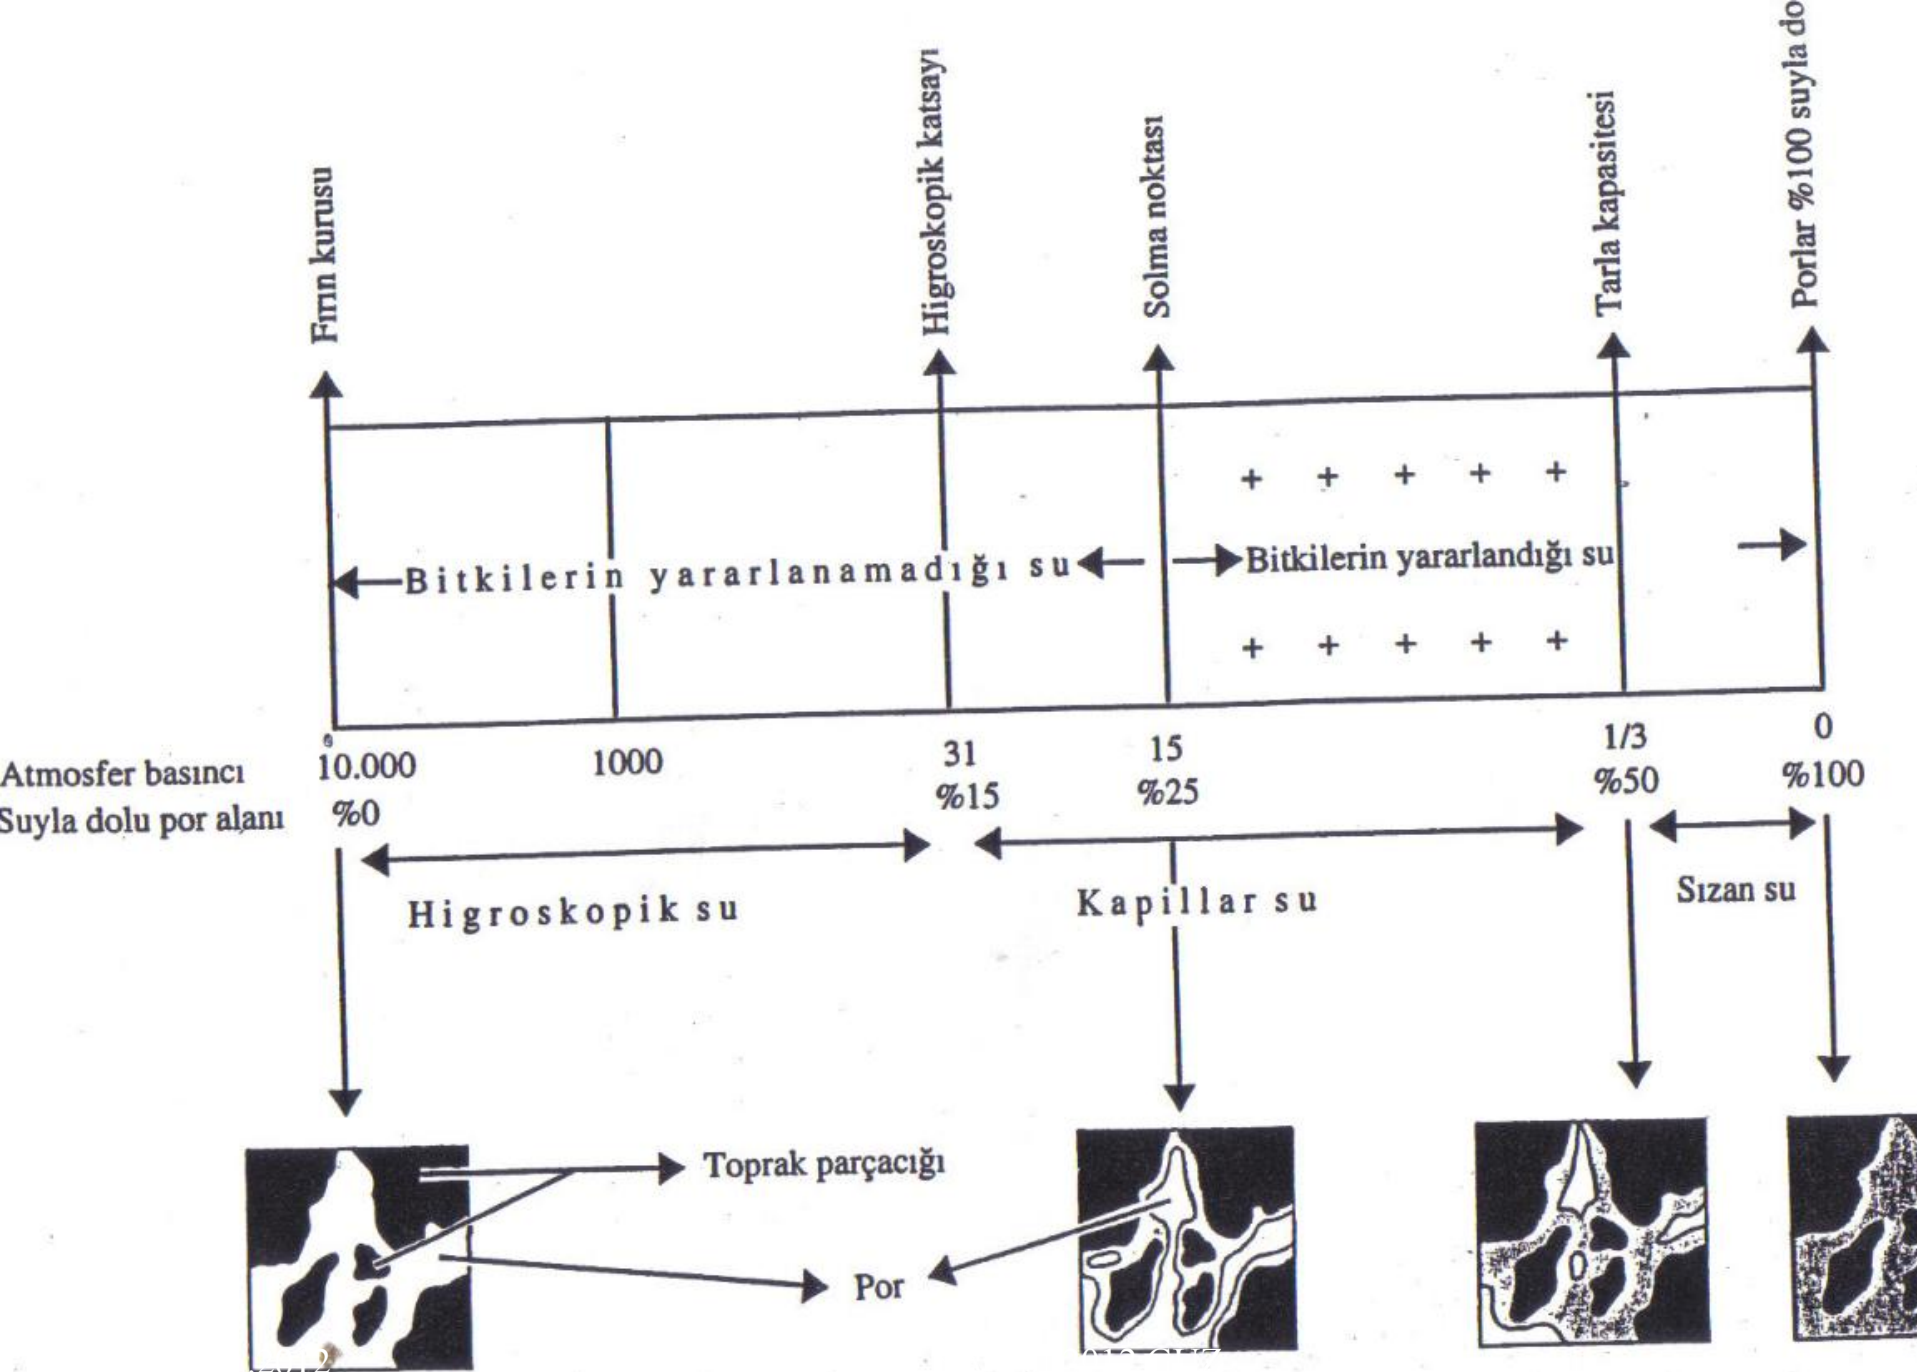 Fırın kurusu
Higroskopik katsayı
Solma noktası
Tarla kapasitesi
Porlar %100 suyla do
+ + + + +
Bitkilerin yararlanamadığı su
Bitkilerin yararlandığı su
+ + + + +
Atmosfer basıncı 10.000 1000 31 15 1/3 0
Suyla dolu por alanı %0 %15 %25 %50 %100
Higroskopik su
Kapillar su
Sızan su
Toprak parçacığı
Por